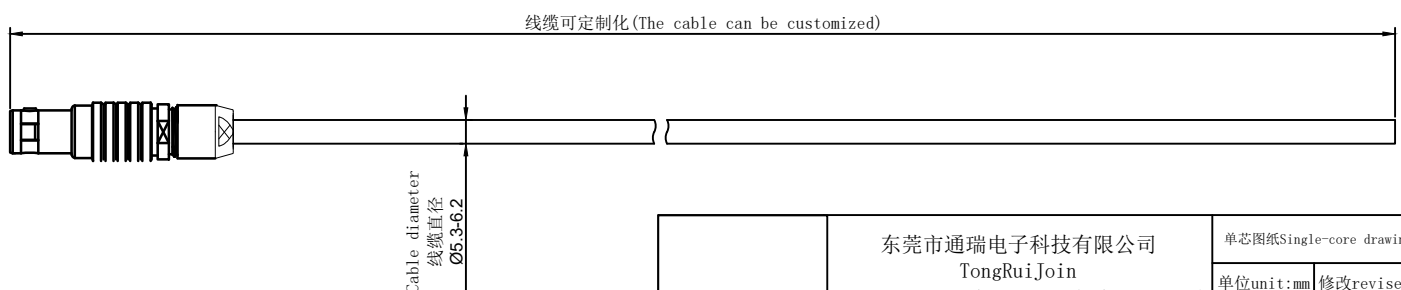 线缆可定制化(The cable can be customized)
Cable diameter
线缆直径
Ø5.3-6.2
东莞市通瑞电子科技有限公司
TongRuiJoin
单芯图纸Single-core drawin
单位unit:mm
修改revise